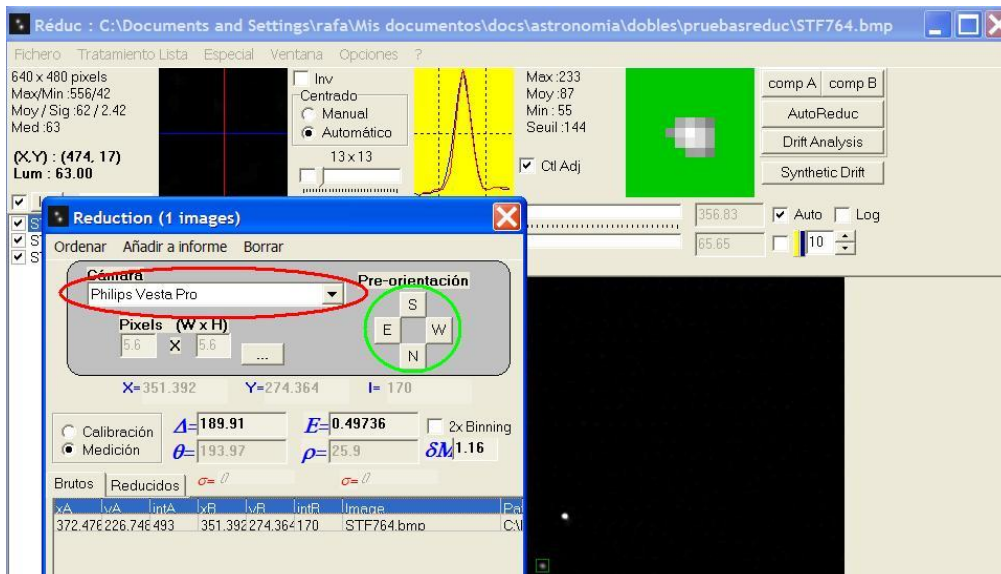 Réduc : C:\Documents and Settings\rafa\Mis documentos\docs\astronomia\dobles\pruebasreduc\STF764.bmp
Fichero Tratamiento Lista Especial Ventana Opciones ?
640 x 480 pixels
Max/Min :556/42
Moy / Sig :62 / 2.42
Med :63
(X,Y) : (474, 17)
Lum : 63.00
Inv
Centrado
Manual
Automático
13 x 13
Max :233
Moy :87
Min : 55
Seuil :144
Ctl Adj
comp A comp B
AutoReduc
Drift Analysis
Synthetic Drift
356.83 Auto Log
65.65 10
Reduction (1 images)
Ordenar Añadir a informe Borrar
Cámara
Philips Vesta Pro
Pre-orientación
S
E W
N
Pixels (W x H)
5.6 X 5.6 ...
X=351.392 Y=274.364 I= 170
Calibración Δ=189.91 E=0.49736 2x Binning
Medición θ=193.97 ρ=25.9 δM 1.16
Brutos Reducidos σ= 0 σ= 0
xA yA intA xB yB intB Image
372.476 226.748 493 351.392 274.364 170 STF764.bmp